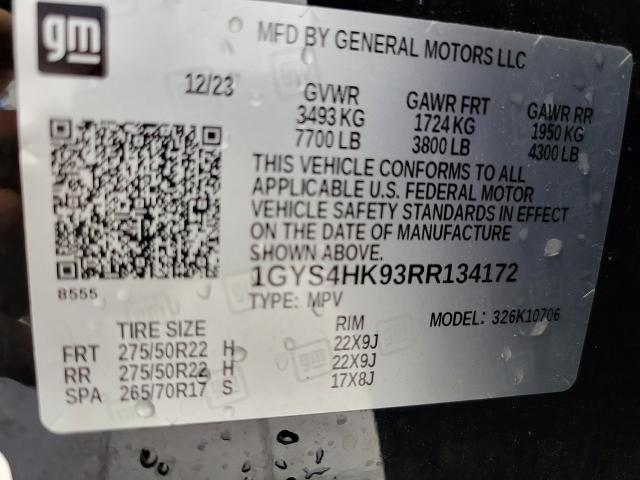 gm
MFD BY GENERAL MOTORS LLC
12/23
GVWR GAWR FRT GAWR RR
3493 KG 1724 KG 1950 KG
7700 LB 3800 LB 4300 LB
THIS VEHICLE CONFORMS TO ALL
APPLICABLE U.S. FEDERAL MOTOR
VEHICLE SAFETY STANDARDS IN EFFECT
ON THE DATE OF MANUFACTURE
SHOWN ABOVE.
8555
1GYS4HK93RR134172
TYPE: MPV MODEL: 326K10706
TIRE SIZE RIM
FRT 275/50R22 H 22X9J
RR 275/50R22 H 22X9J
SPA 265/70R17 S 17X8J